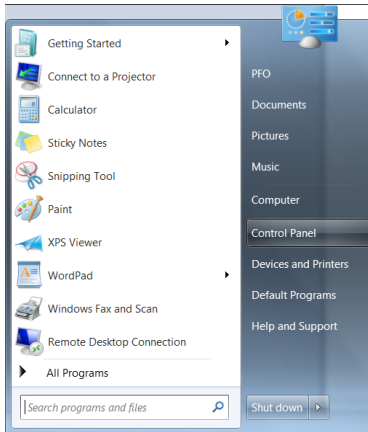 Getting Started
Connect to a Projector
Calculator
Sticky Notes
Snipping Tool
Paint
XPS Viewer
WordPad
Windows Fax and Scan
Remote Desktop Connection
All Programs
Search programs and files
PFO
Documents
Pictures
Music
Computer
Control Panel
Devices and Printers
Default Programs
Help and Support
Shut down